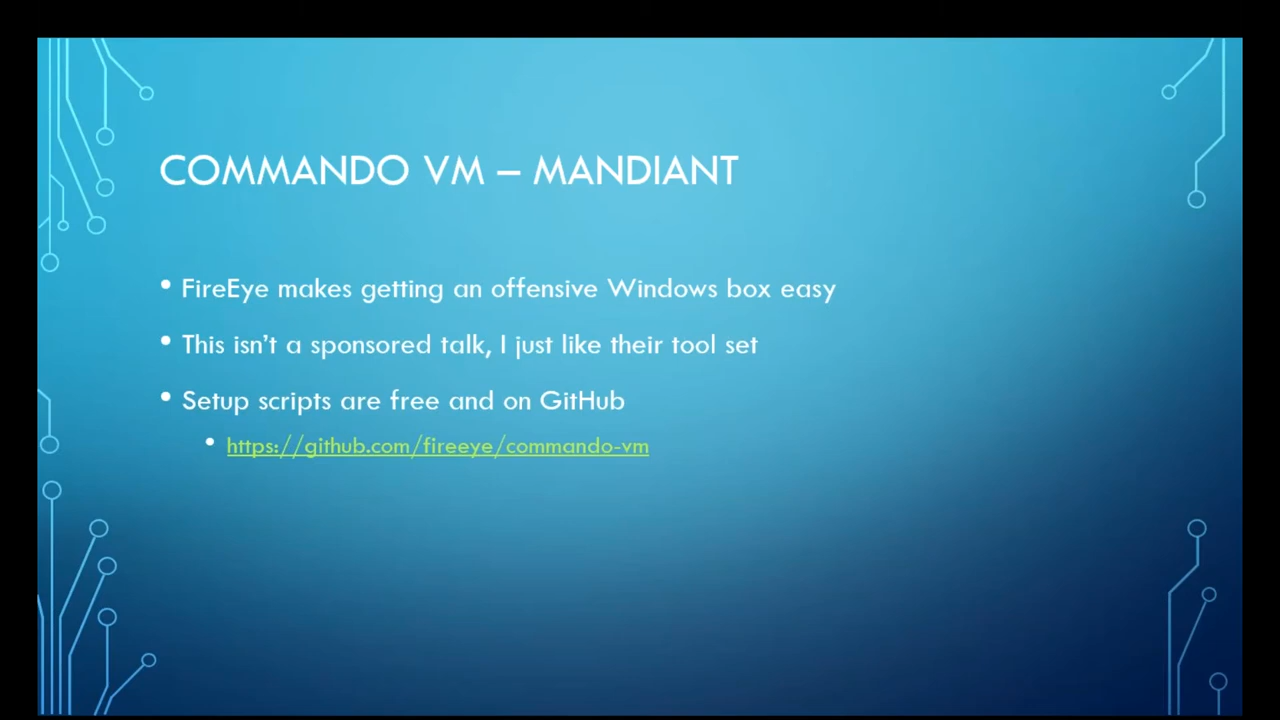 COMMANDO VM – MANDIANT
• FireEye makes getting an offensive Windows box easy
• This isn’t a sponsored talk, I just like their tool set
• Setup scripts are free and on GitHub
• https://github.com/fireeye/commando-vm